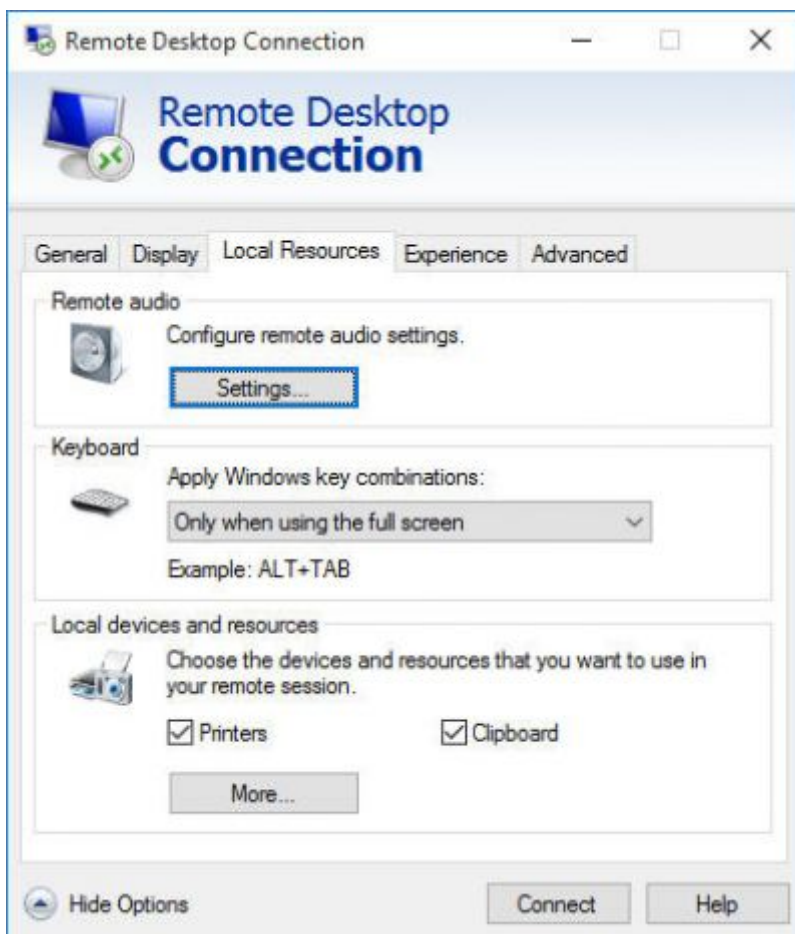 Remote Desktop Connection
Remote Desktop
Connection
General Display Local Resources Experience Advanced
Remote audio
Configure remote audio settings.
Settings...
Keyboard
Apply Windows key combinations:
Only when using the full screen
Example: ALT+TAB
Local devices and resources
Choose the devices and resources that you want to use in
your remote session.
Printers Clipboard
More...
Hide Options Connect Help